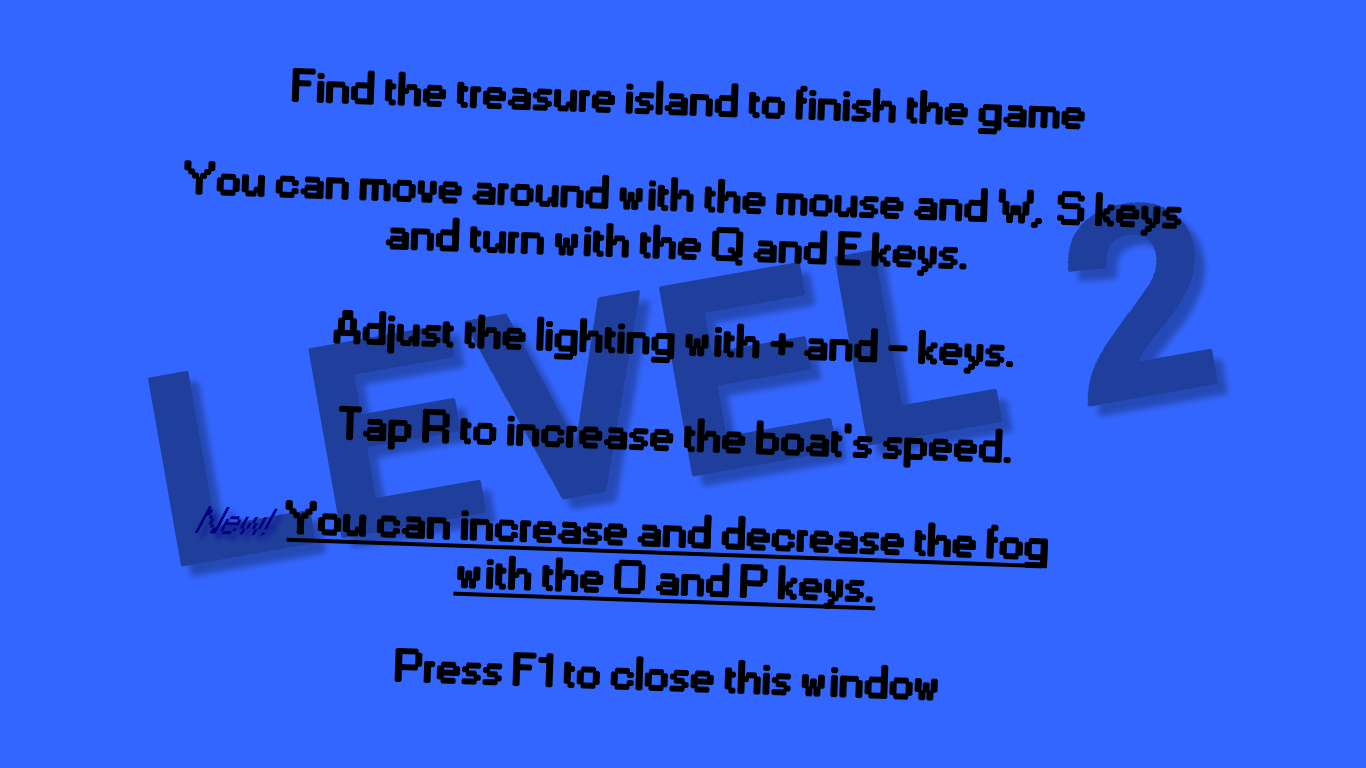 Find the treasure island to finish the game
You can move around with the mouse and W, S keys
and turn with the Q and E keys.
Adjust the lighting with + and - keys.
Tap R to increase the boat's speed.
New! You can increase and decrease the fog
with the O and P keys.
Press F1 to close this window
LEVEL 2